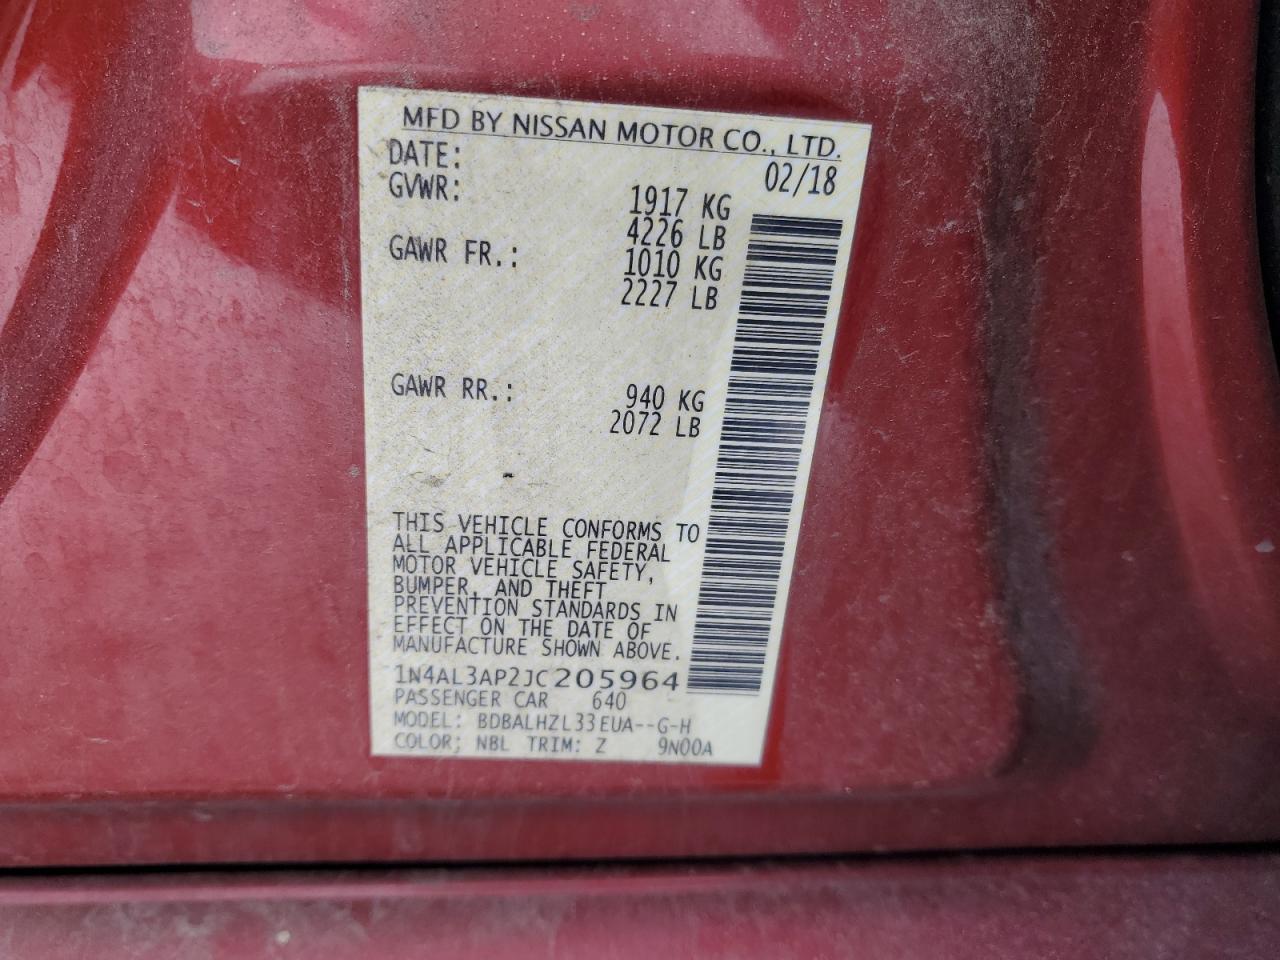 MFD BY NISSAN MOTOR CO., LTD.
DATE: 02/18
GVWR: 1917 KG
4226 LB
GAWR FR.: 1010 KG
2227 LB
GAWR RR.: 940 KG
2072 LB
THIS VEHICLE CONFORMS TO
ALL APPLICABLE FEDERAL
MOTOR VEHICLE SAFETY,
BUMPER, AND THEFT
PREVENTION STANDARDS IN
EFFECT ON THE DATE OF
MANUFACTURE SHOWN ABOVE.
1N4AL3AP2JC205964
PASSENGER CAR 640
MODEL: BDBALHZL33EUA--G-H
COLOR; NBL TRIM: Z 9N00A